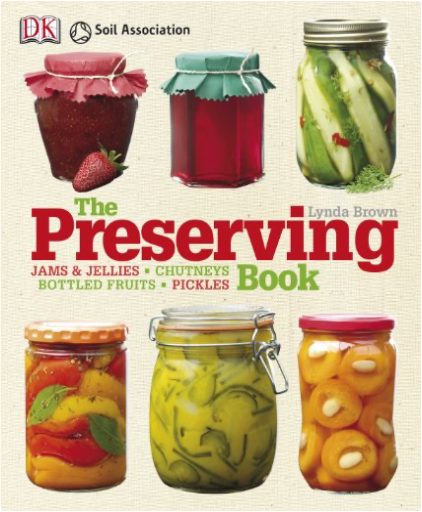 DK Soil Association
The
Lynda Brown
Preserving
JAMS & JELLIES ▪ CHUTNEYS
BOTTLED FRUITS ▪ PICKLES
Book